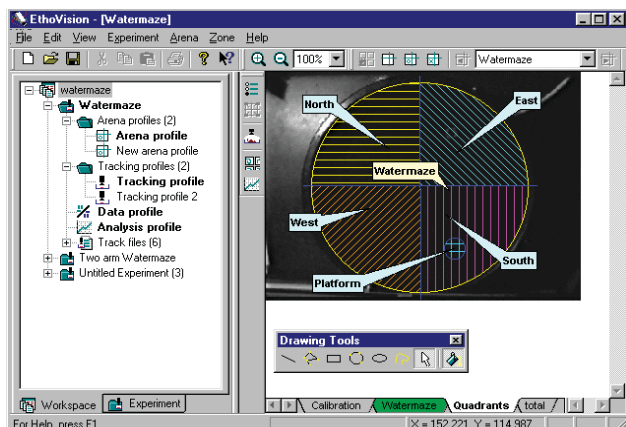 EthoVision - [Watermaze]
File Edit View Experiment Arena Zone Help
100% Watermaze
watermaze
Watermaze
Arena profiles (2)
Arena profile
New arena profile
Tracking profiles (2)
Tracking profile
Tracking profile 2
Data profile
Analysis profile
Track files (6)
Two arm Watermaze
Untitled Experiment (3)
North
East
Watermaze
West
South
Platform
Drawing Tools
Workspace Experiment
Calibration Watermaze Quadrants total
For Help, press F1
X = 152.221, Y = 114.987